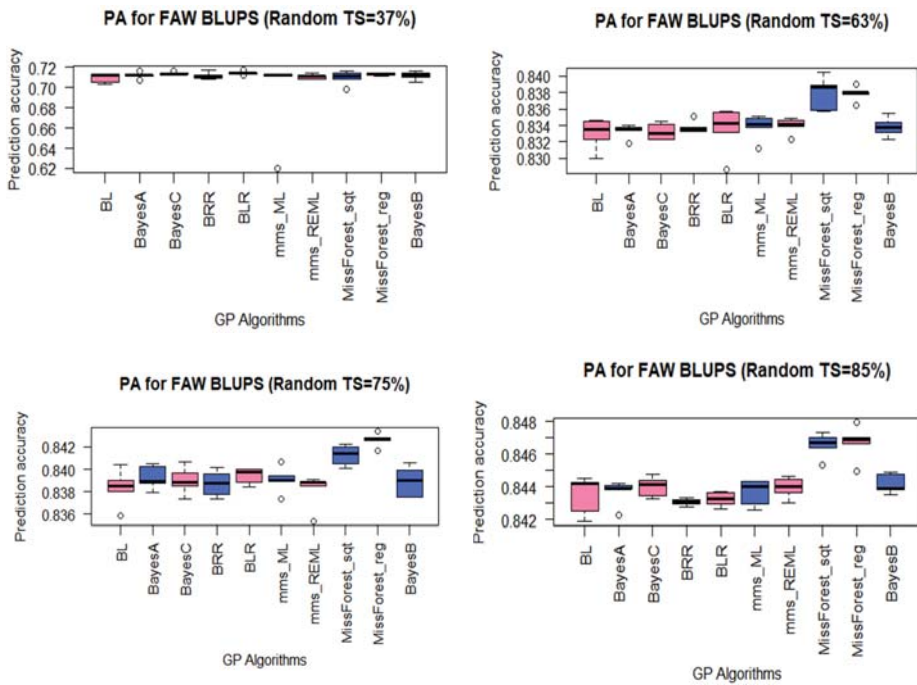 PA for FAW BLUPS (Random TS=37%)
Prediction accuracy
0.72
0.70
0.68
0.66
0.64
0.62
BL
BayesA
BayesC
BRR
BLR
mms_ML
mms_REML
MissForest_sqt
MissForest_reg
BayesB
GP Algorithms
PA for FAW BLUPS (Random TS=63%)
Prediction accuracy
0.840
0.836
0.834
0.832
0.830
BL
BayesA
BayesC
BRR
BLR
mms_ML
mms_REML
MissForest_sqt
MissForest_reg
BayesB
GP Algorithms
PA for FAW BLUPS (Random TS=75%)
Prediction accuracy
0.842
0.840
0.838
0.836
BL
BayesA
BayesC
BRR
BLR
mms_ML
mms_REML
MissForest_sqt
MissForest_reg
BayesB
GP Algorithms
PA for FAW BLUPS (Random TS=85%)
Prediction accuracy
0.848
0.846
0.844
0.842
BL
BayesA
BayesC
BRR
BLR
mms_ML
mms_REML
MissForest_sqt
MissForest_reg
BayesB
GP Algorithms